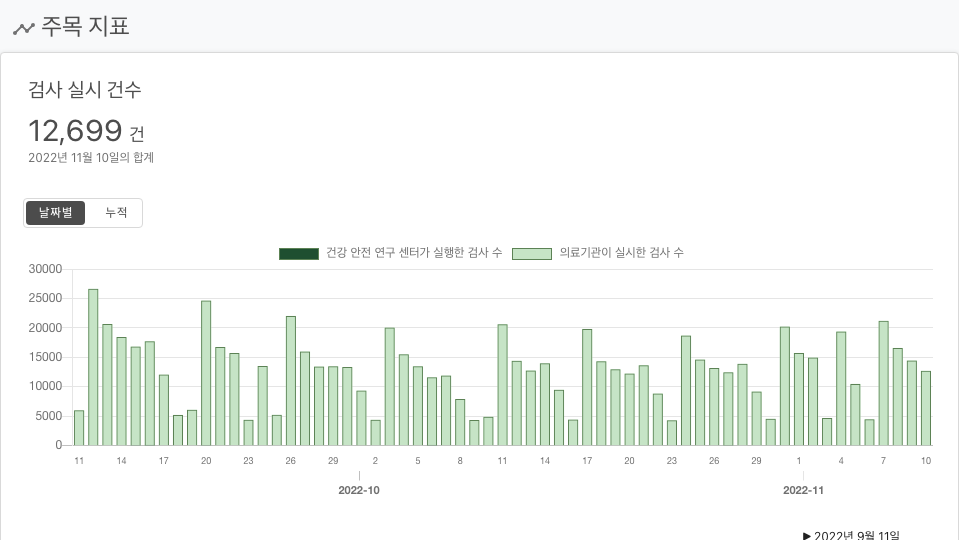 주목 지표
검사 실시 건수
12,699 건
2022년 11월 10일의 합계
날짜별 누적
건강 안전 연구 센터가 실행한 검사 수 의료기관이 실시한 검사 수
30000
25000
20000
15000
10000
5000
0
11 14 17 20 23 26 29 2 5 8 11 14 17 20 23 26 29 1 4 7 10
2022-10 2022-11
▶ 2022년 9월 11일